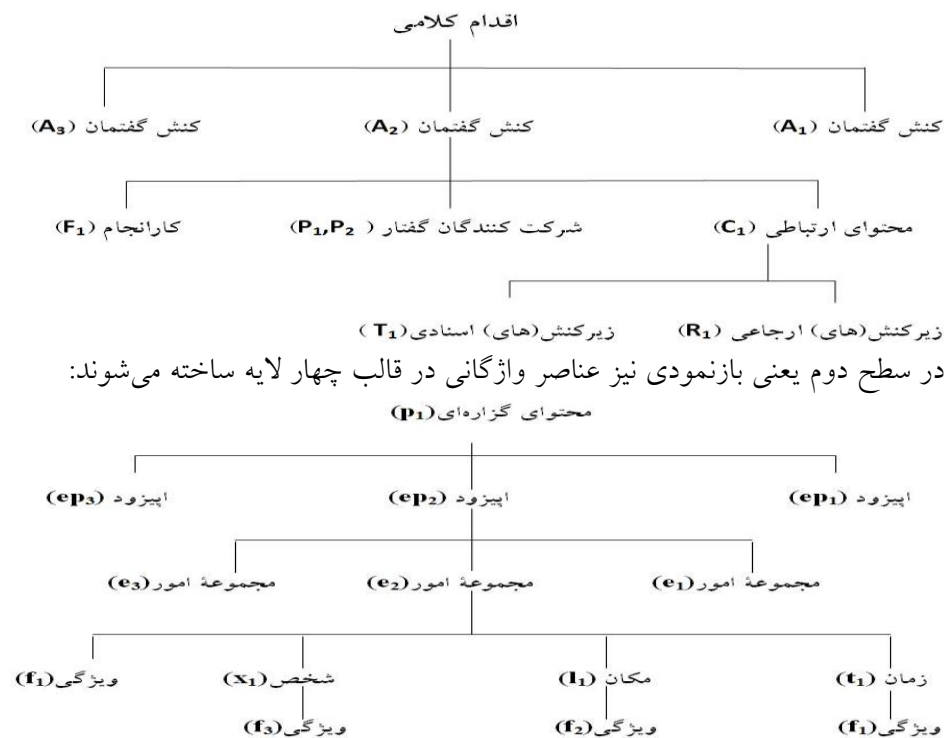 اقدام کلامی
کنش گفتمان (A₁) کنش گفتمان (A₂) کنش گفتمان (A₃)
محتوای ارتباطی (C₁) شرکت کنندگان گفتار ( P₁,P₂) کارانجام (F₁)
زیرکنش(های) ارجاعی (R₁) زیرکنش(های) اسنادی(T₁ )
در سطح دوم یعنی بازنمودی نیز عناصر واژگانی در قالب چهار لایه ساخته می‌شوند:
محتوای گزاره‌ای(p₁)
اپیزود (ep₁) اپیزود (ep₂) اپیزود (ep₃)
مجموعۀ امور(e₁) مجموعۀ امور(e₂) مجموعۀ امور(e₃)
زمان (t₁) مکان (l₁) شخص(x₁) ویژگی(f₁)
ویژگی(f₁) ویژگی(f₂) ویژگی(f₃)